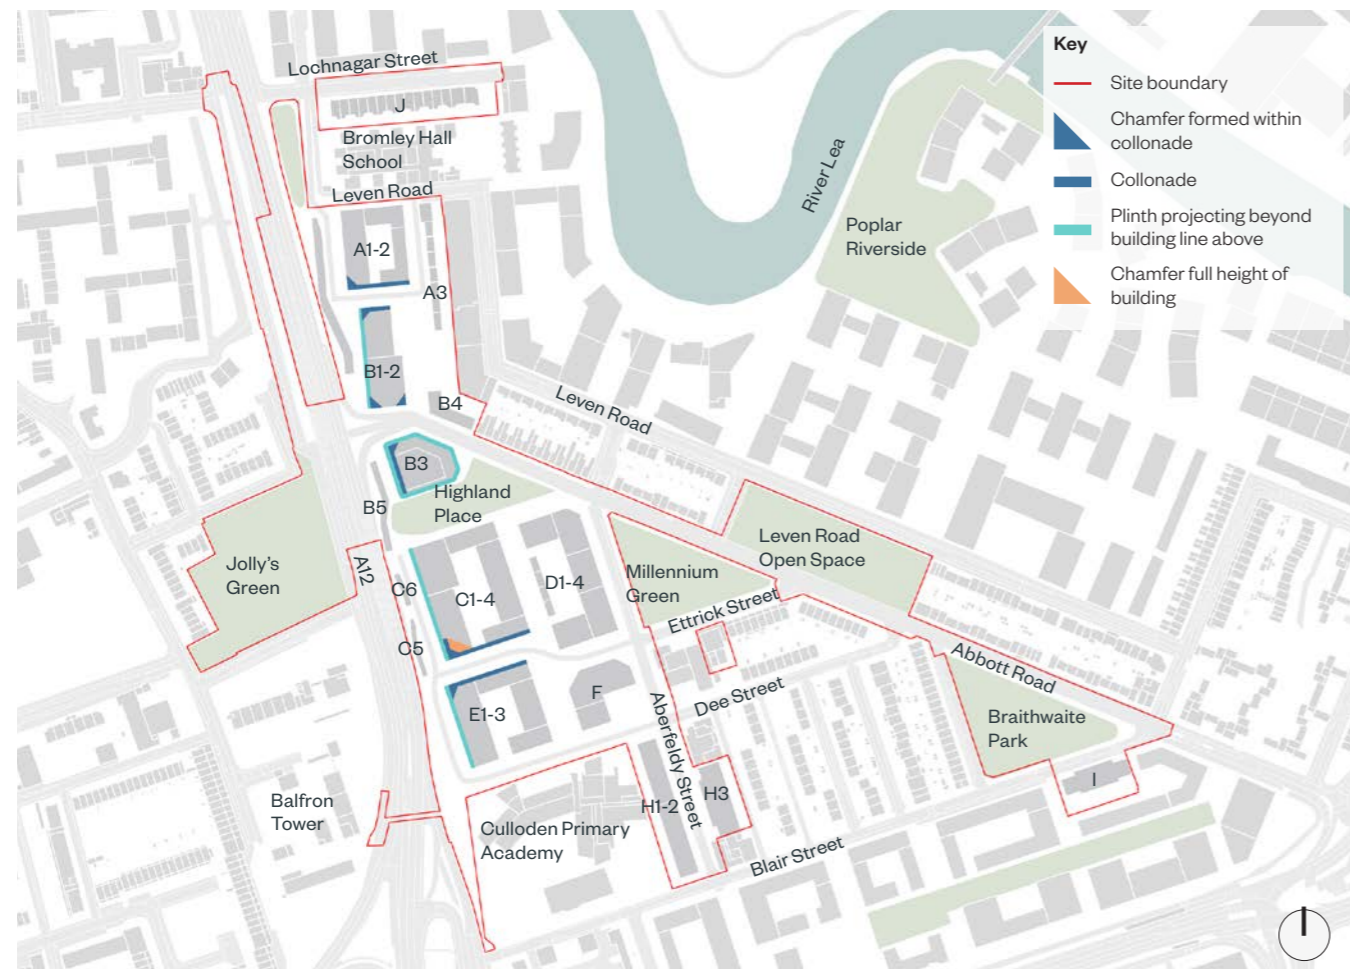 Key
Site boundary
Chamfer formed within
collonade
Collonade
Plinth projecting beyond
building line above
Chamfer full height of
building
Lochnagar Street
J
Bromley Hall
School
Leven Road
River Lea
Poplar
Riverside
A1-2
A3
B1-2
B4
Leven Road
B3
Highland
Place
B5
Leven Road
Open Space
Jolly's
Green
A12
C6
C1-4
D1-4
Millennium
Green
Ettrick Street
C5
Abbott Road
E1-3
F
Aberfeldy Street
Dee Street
Braithwaite
Park
I
Balfron
Tower
H1-2
H3
Culloden Primary
Academy
Blair Street